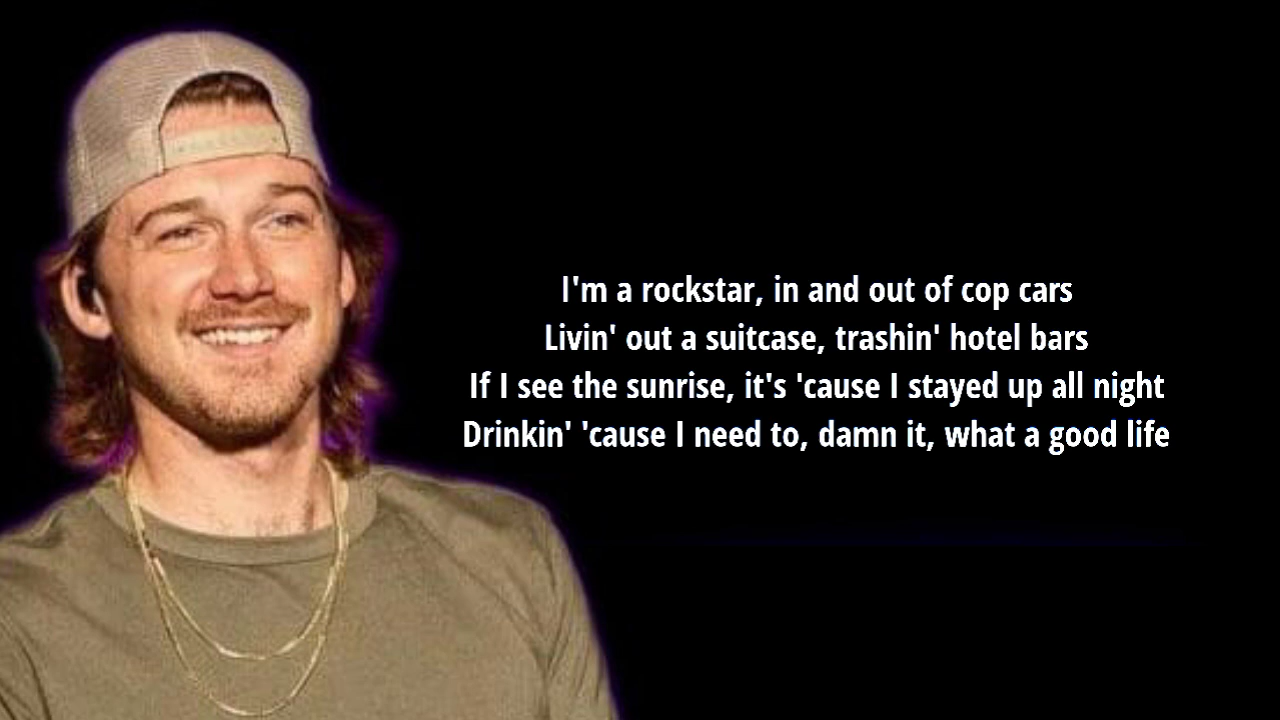 I'm a rockstar, in and out of cop cars
Livin' out a suitcase, trashin' hotel bars
If I see the sunrise, it's 'cause I stayed up all night
Drinkin' 'cause I need to, damn it, what a good life